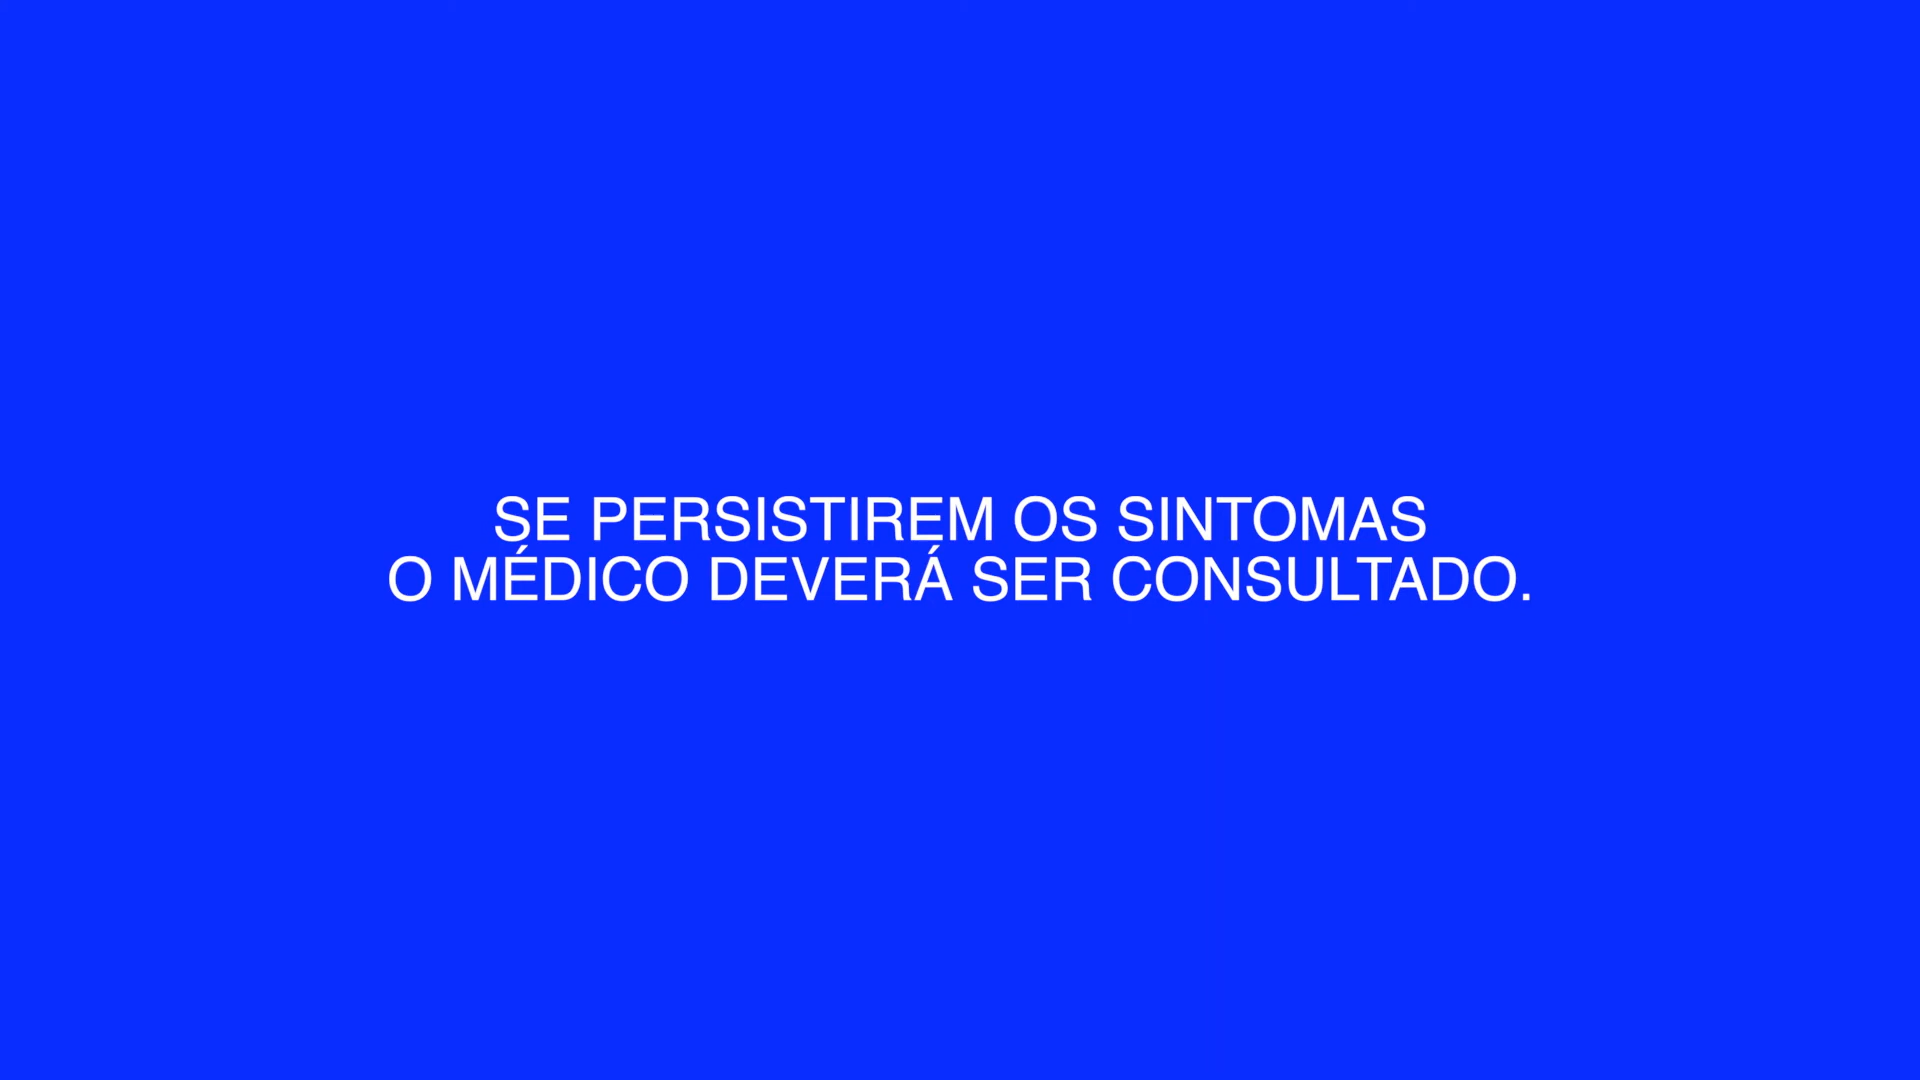 SE PERSISTIREM OS SINTOMAS
O MÉDICO DEVERÁ SER CONSULTADO.